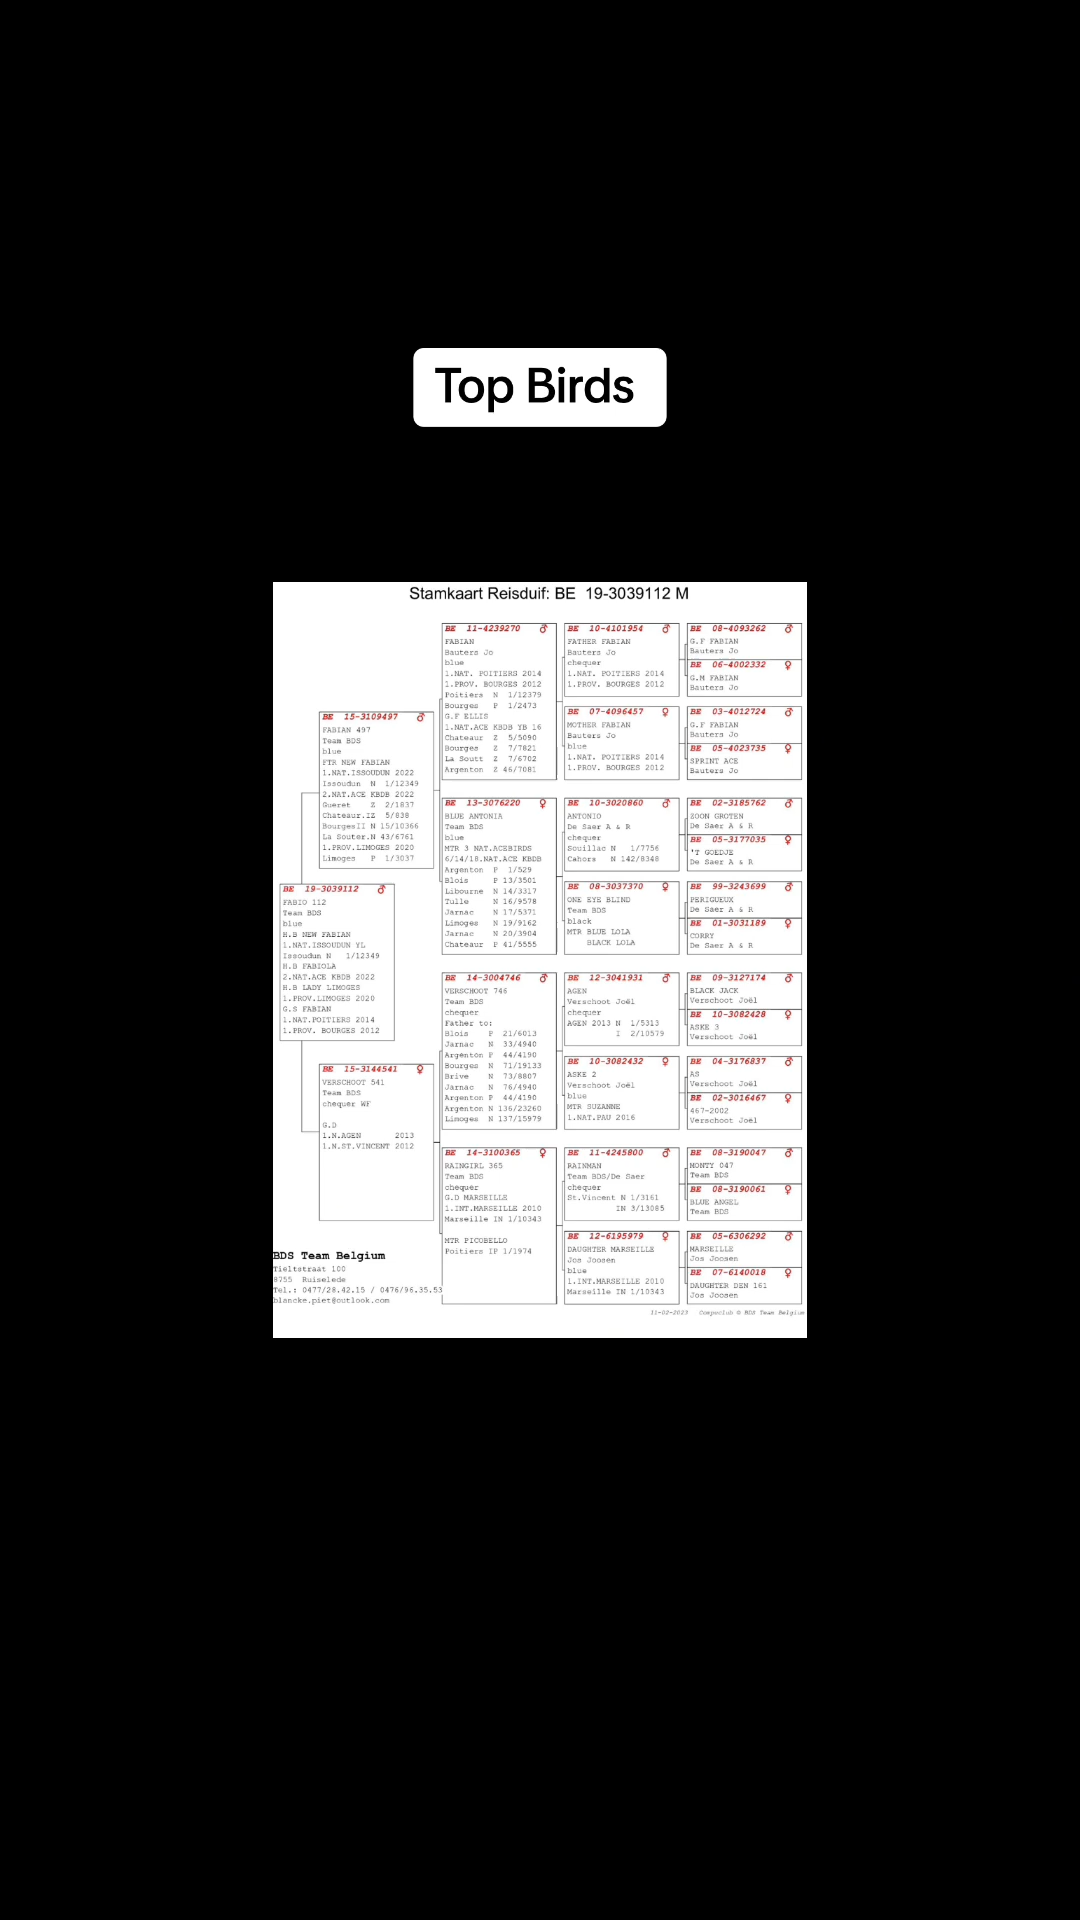 Top Birds
Stamkaart Reisduif: BE 19-3039112 M
BE 19-3039112 ♂
FABIO 112
Team BDS
blue
H.B NEW FABIAN
1.NAT.ISSOUDUN YL
Issoudun N 1/12349
H.B FABIOLA
2.NAT.ACE KBDB 2022
H.B LADY LIMOGES
1.PROV.LIMOGES 2020
G.S FABIAN
1.NAT.POITIERS 2014
1.PROV. BOURGES 2012
BE 15-3109497 ♂
FABIAN 497
Team BDS
blue
FTR NEW FABIAN
1.NAT.ISSOUDUN 2022
Issoudun N 1/12349
2.NAT.ACE KBDB 2022
Gueret Z 2/1837
Chateaur.IZ 5/838
BourgesII N 15/10366
La Souter.N 43/6761
1.PROV.LIMOGES 2020
Limoges P 1/3037
BE 15-3144541 ♀
VERSCHOOT 541
Team BDS
chequer WF
G.D
1.N.AGEN 2013
1.N.ST.VINCENT 2012
BE 11-4239270 ♂
FABIAN
Bauters Jo
blue
1.NAT. POITIERS 2014
1.PROV. BOURGES 2012
Poitiers N 1/12379
Bourges P 1/2473
G.F ELLIS
1.NAT.ACE KBDB YB 16
Chateaur Z 5/5090
Bourges Z 7/7821
La Soutt Z 7/6702
Argenton Z 46/7081
BE 13-3076220 ♀
BLUE ANTONIA
Team BDS
blue
MTR 3 NAT.ACEBIRDS
6/14/18.NAT.ACE KBDB
Argenton P 1/529
Blois P 13/3501
Libourne N 14/3317
Tulle N 16/9578
Jarnac N 17/5371
Limoges N 19/9162
Jarnac N 20/3904
Chateaur P 41/5555
BE 14-3004746 ♂
VERSCHOOT 746
Team BDS
chequer
Father to:
Blois P 21/6013
Jarnac N 33/4940
Argenton P 44/4190
Bourges N 71/19133
Brive N 73/8807
Jarnac N 76/4940
Argenton P 44/4190
Argenton N 136/23260
Limoges N 137/15979
BE 14-3100365 ♀
RAINGIRL 365
Team BDS
chequer
G.D MARSEILLE
1.INT.MARSEILLE 2010
Marseille IN 1/10343
MTR PICOBELLO
Poitiers IP 1/1974
BE 10-4101954 ♂
FATHER FABIAN
Bauters Jo
chequer
1.NAT. POITIERS 2014
1.PROV. BOURGES 2012
BE 07-4096457 ♀
MOTHER FABIAN
Bauters Jo
blue
1.NAT. POITIERS 2014
1.PROV. BOURGES 2012
BE 10-3020860 ♂
ANTONIO
De Saer A & R
chequer
Souillac N 1/7756
Cahors N 142/8348
BE 08-3037370 ♀
ONE EYE BLIND
Team BDS
black
MTR BLUE LOLA
BLACK LOLA
BE 12-3041931 ♂
AGEN
Verschoot Joël
chequer
AGEN 2013 N 1/5313
I 2/10579
BE 10-3082432 ♀
ASKE 2
Verschoot Joël
blue
MTR SUZANNE
1.NAT.PAU 2016
BE 11-4245800 ♂
RAINMAN
Team BDS/De Saer
chequer
St.Vincent N 1/3161
IN 3/13085
BE 12-6195979 ♀
DAUGHTER MARSEILLE
Jos Joosen
blue
1.INT.MARSEILLE 2010
Marseille IN 1/10343
BE 08-4093262 ♂
G.F FABIAN
Bauters Jo
BE 06-4002332 ♀
G.M FABIAN
Bauters Jo
BE 03-4012724 ♂
G.F FABIAN
Bauters Jo
BE 05-4023735 ♀
SPRINT ACE
Bauters Jo
BE 02-3185762 ♂
ZOON GROTEN
De Saer A & R
BE 05-3177035 ♀
'T GOEDJE
De Saer A & R
BE 99-3243699 ♂
PERIGUEUX
De Saer A & R
BE 01-3031189 ♀
CORRY
De Saer A & R
BE 09-3127174 ♂
BLACK JACK
Verschoot Joël
BE 10-3082428 ♀
ASKE 3
Verschoot Joël
BE 04-3176837 ♂
AS
Verschoot Joël
BE 02-3016467 ♀
467-2002
Verschoot Joël
BE 08-3190047 ♂
MONTY 047
Team BDS
BE 08-3190061 ♀
BLUE ANGEL
Team BDS
BE 05-6306292 ♂
MARSEILLE
Jos Joosen
BE 07-6140018 ♀
DAUGHTER DEN 161
Jos Joosen
BDS Team Belgium
Tieltstraat 100
8755 Ruiselede
Tel.: 0477/28.42.15 / 0476/96.35.53
blancke.piet@outlook.com
11-02-2023 Compuclub © BDS Team Belgium